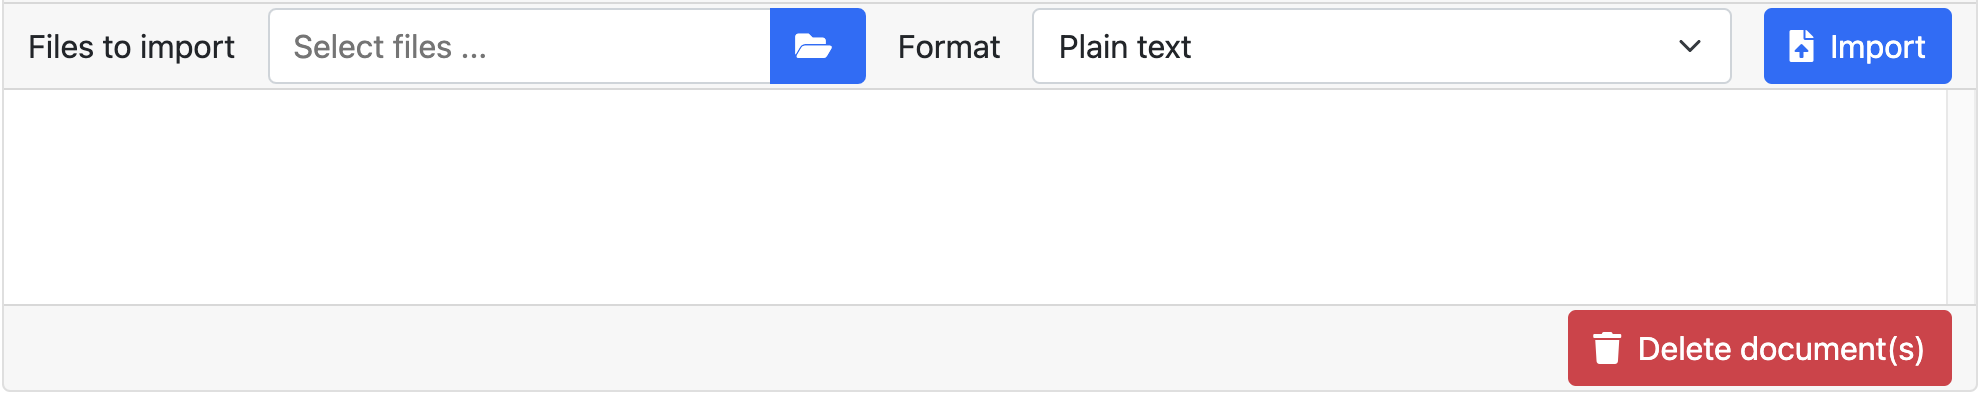 Files to import Select files ... Format Plain text Import
Delete document(s)